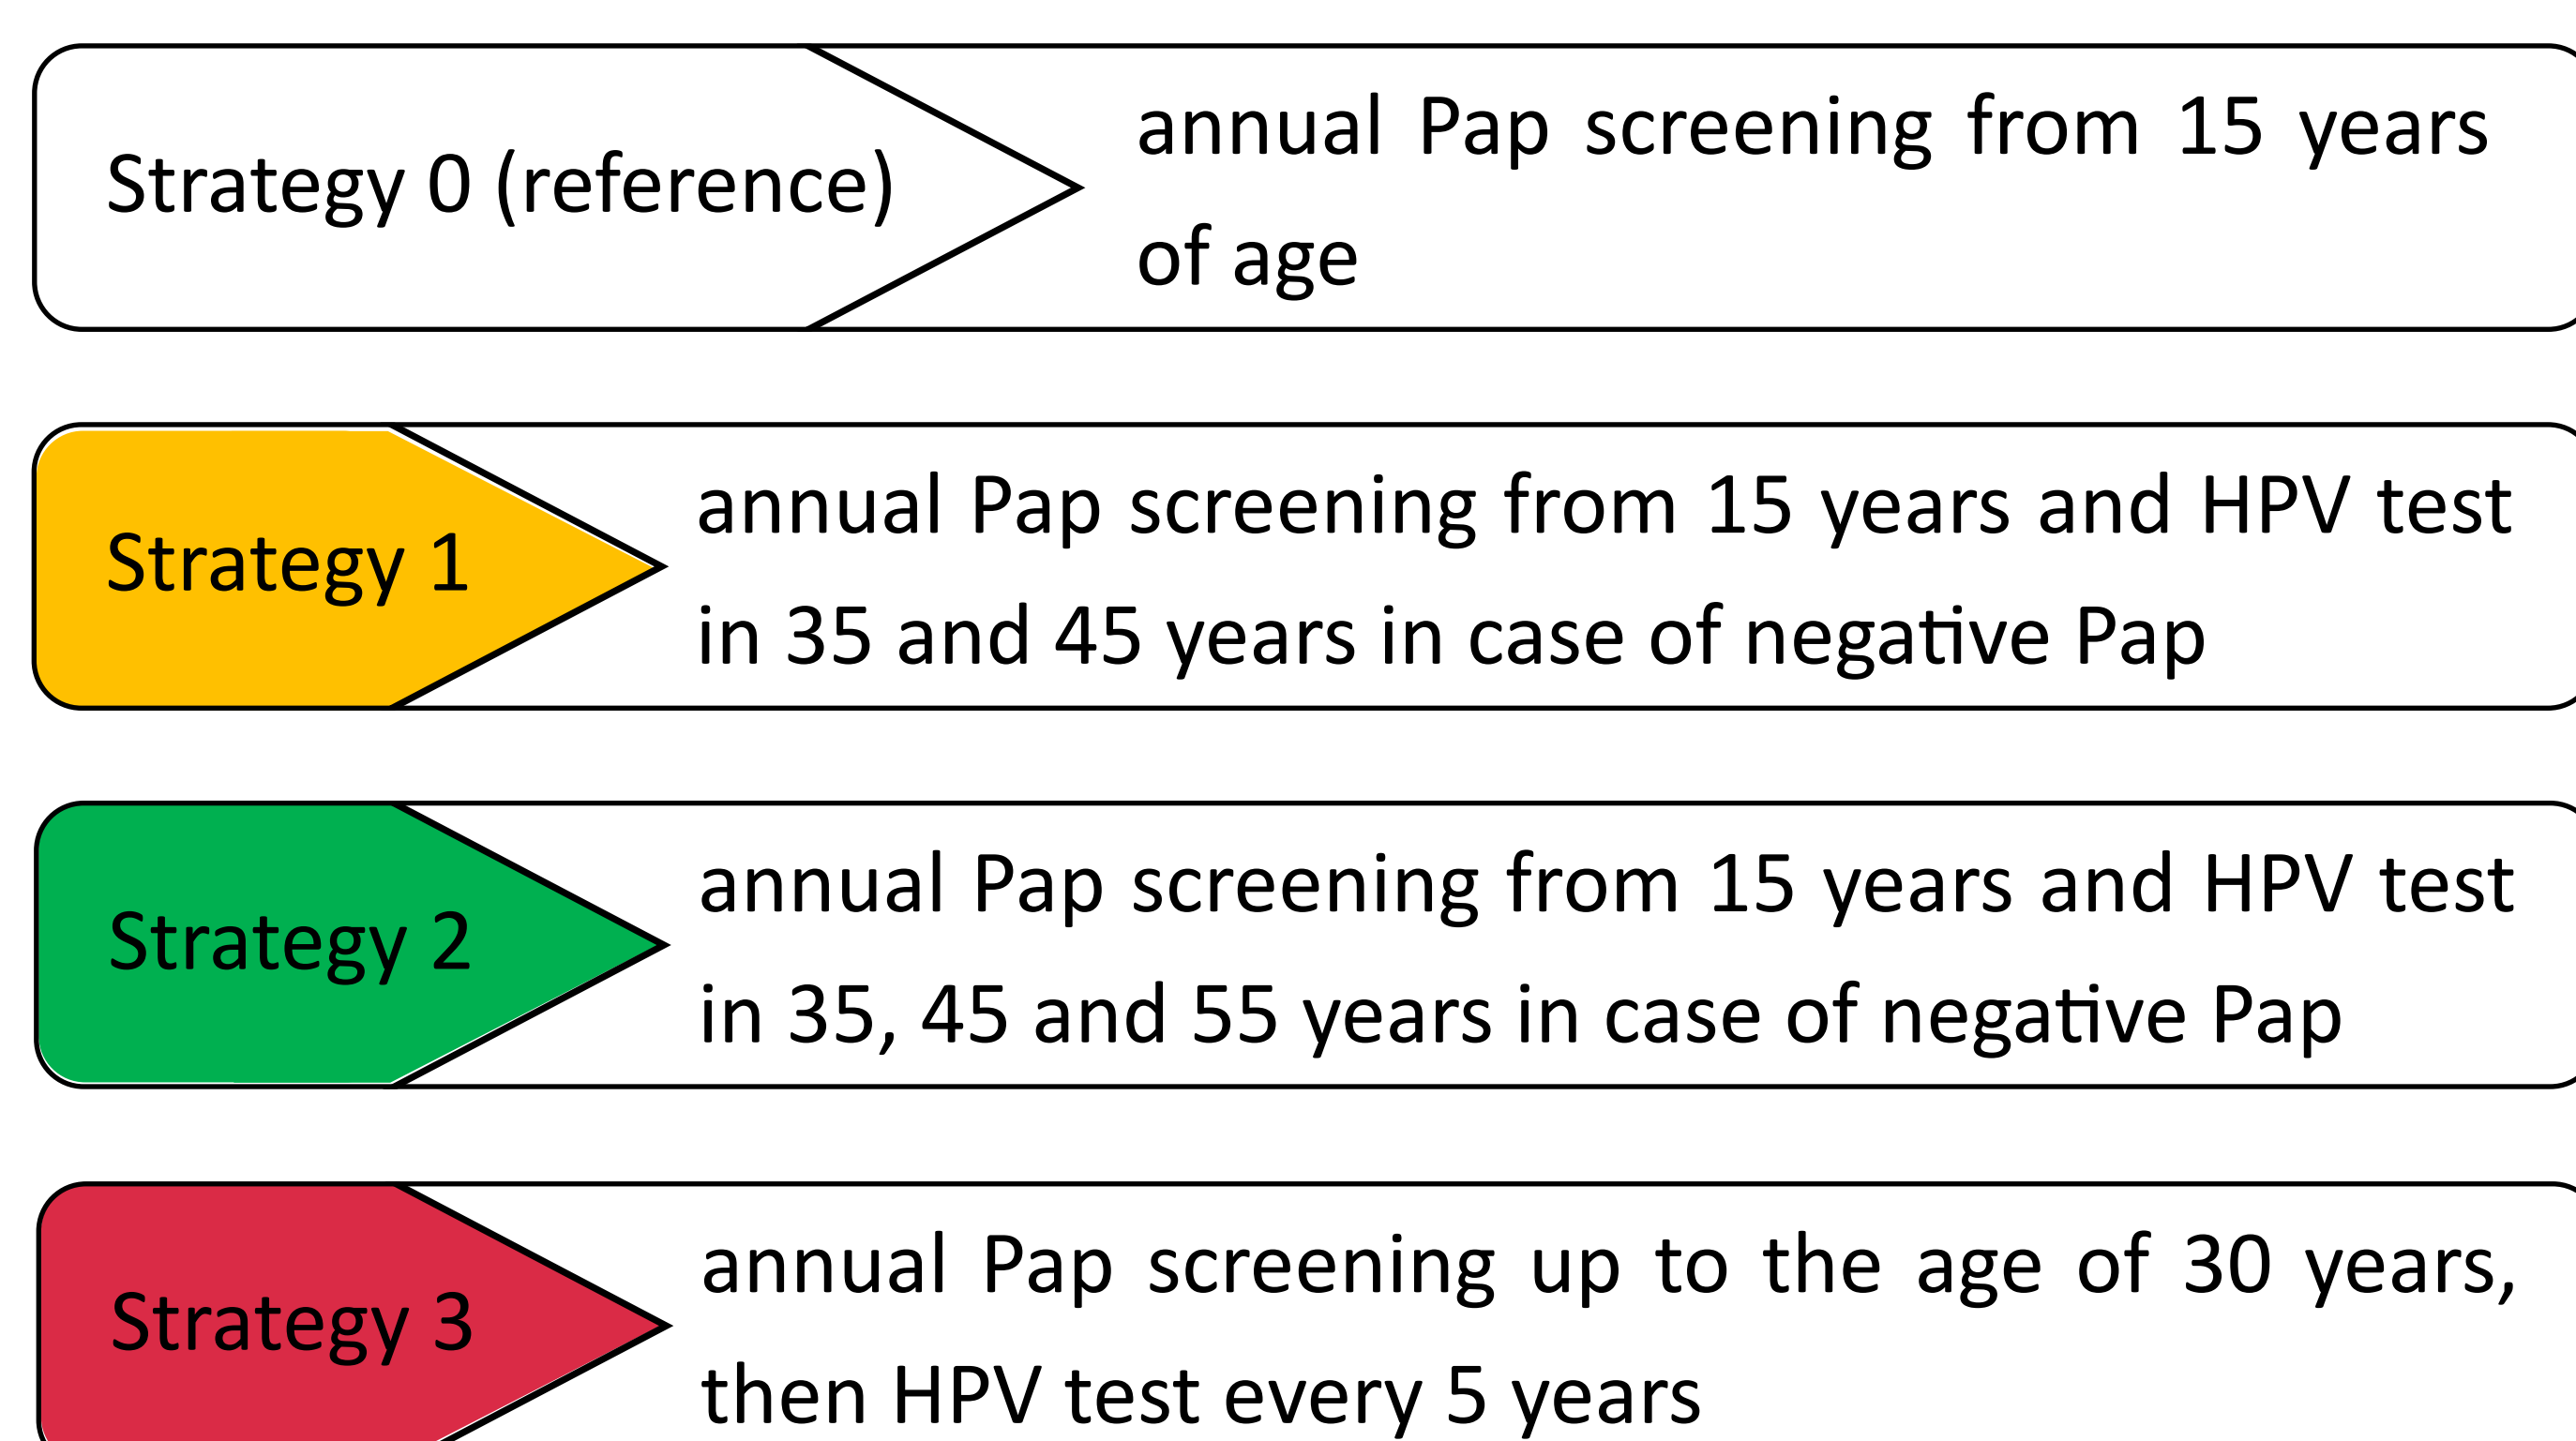 Strategy 0 (reference)
annual Pap screening from 15 years
of age
Strategy 1
annual Pap screening from 15 years and HPV test
in 35 and 45 years in case of negative Pap
Strategy 2
annual Pap screening from 15 years and HPV test
in 35, 45 and 55 years in case of negative Pap
Strategy 3
annual Pap screening up to the age of 30 years,
then HPV test every 5 years